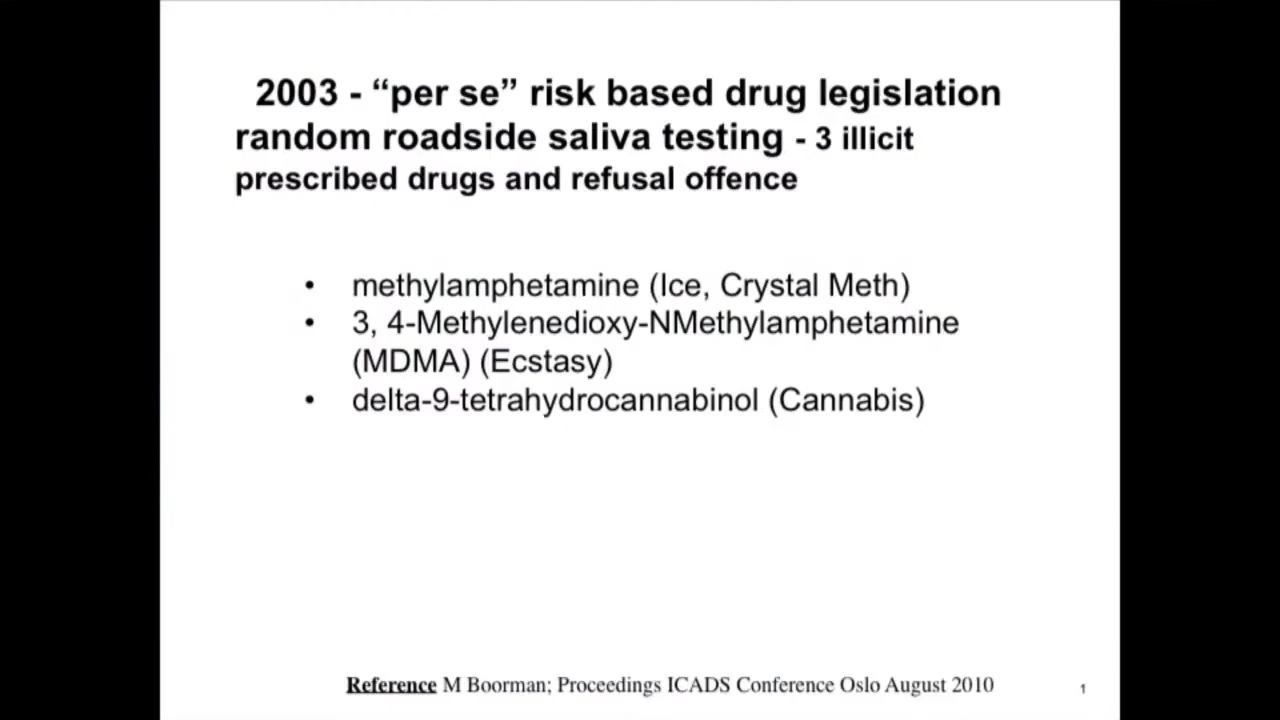 2003 - “per se” risk based drug legislation
random roadside saliva testing - 3 illicit
prescribed drugs and refusal offence
• methylamphetamine (Ice, Crystal Meth)
• 3, 4-Methylenedioxy-NMethylamphetamine
(MDMA) (Ecstasy)
• delta-9-tetrahydrocannabinol (Cannabis)
Reference M Boorman; Proceedings ICADS Conference Oslo August 2010
1